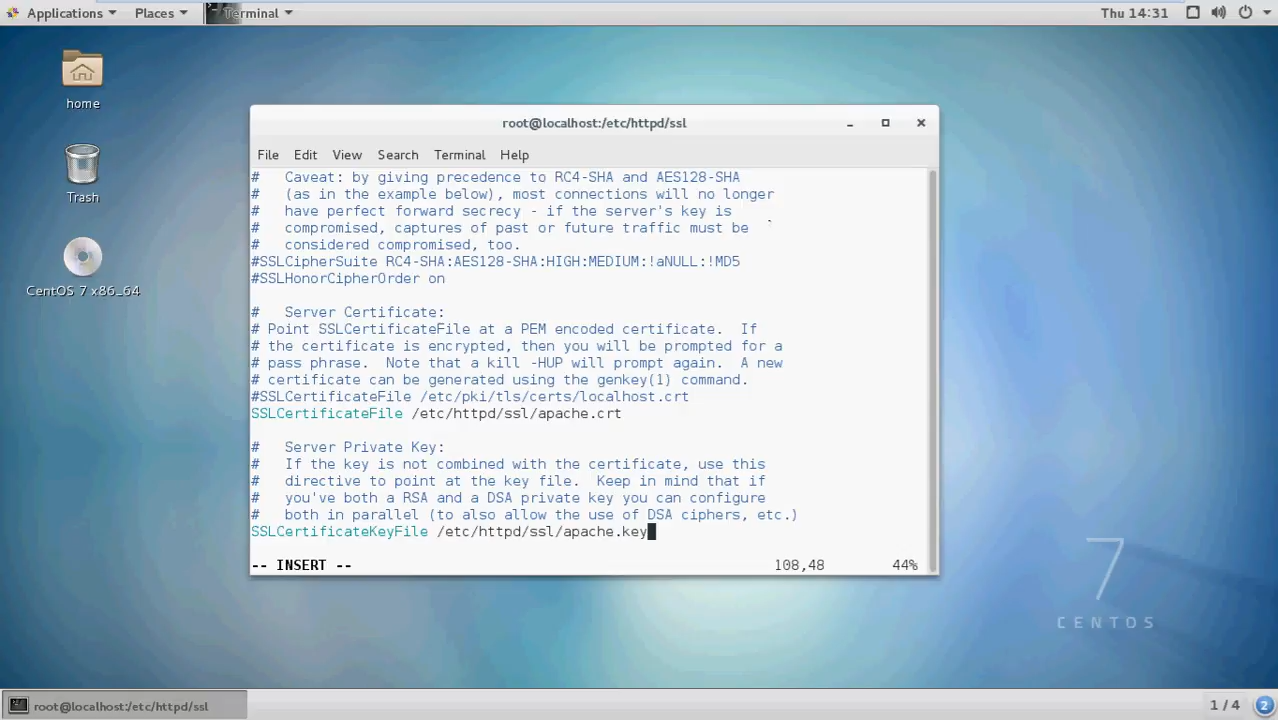 Applications Places Terminal Thu 14:31
home
Trash
CentOS 7 x86_64
root@localhost:/etc/httpd/ssl
File Edit View Search Terminal Help
#   Caveat: by giving precedence to RC4-SHA and AES128-SHA
#   (as in the example below), most connections will no longer
#   have perfect forward secrecy - if the server's key is
#   compromised, captures of past or future traffic must be
#   considered compromised, too.
#SSLCipherSuite RC4-SHA:AES128-SHA:HIGH:MEDIUM:!aNULL:!MD5
#SSLHonorCipherOrder on
#   Server Certificate:
# Point SSLCertificateFile at a PEM encoded certificate.  If
# the certificate is encrypted, then you will be prompted for a
# pass phrase.  Note that a kill -HUP will prompt again.  A new
# certificate can be generated using the genkey(1) command.
#SSLCertificateFile /etc/pki/tls/certs/localhost.crt
SSLCertificateFile /etc/httpd/ssl/apache.crt
#   Server Private Key:
#   If the key is not combined with the certificate, use this
#   directive to point at the key file.  Keep in mind that if
#   you've both a RSA and a DSA private key you can configure
#   both in parallel (to also allow the use of DSA ciphers, etc.)
SSLCertificateKeyFile /etc/httpd/ssl/apache.key
-- INSERT -- 108,48 44%
7
CENTOS
root@localhost:/etc/httpd/ssl 1 / 4 2